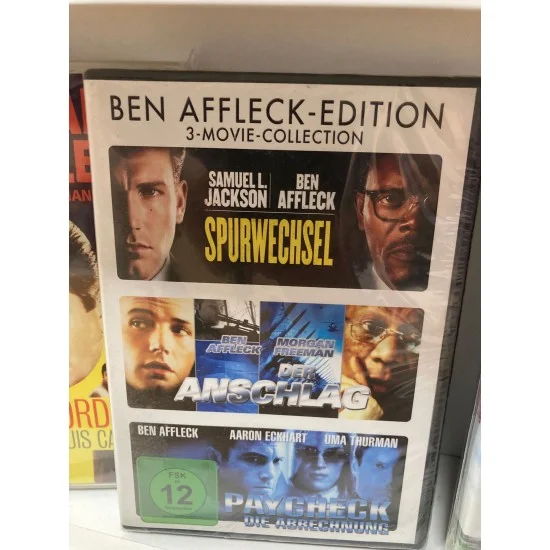 BEN AFFLECK-EDITION
3-MOVIE-COLLECTION
SAMUEL L. JACKSON
BEN AFFLECK
SPURWECHSEL
BEN AFFLECK
MORGAN FREEMAN
DER
ANSCHLAG
BEN AFFLECK AARON ECKHART UMA THURMAN
PAYCHECK
DIE ABRECHNUNG
FSK
12